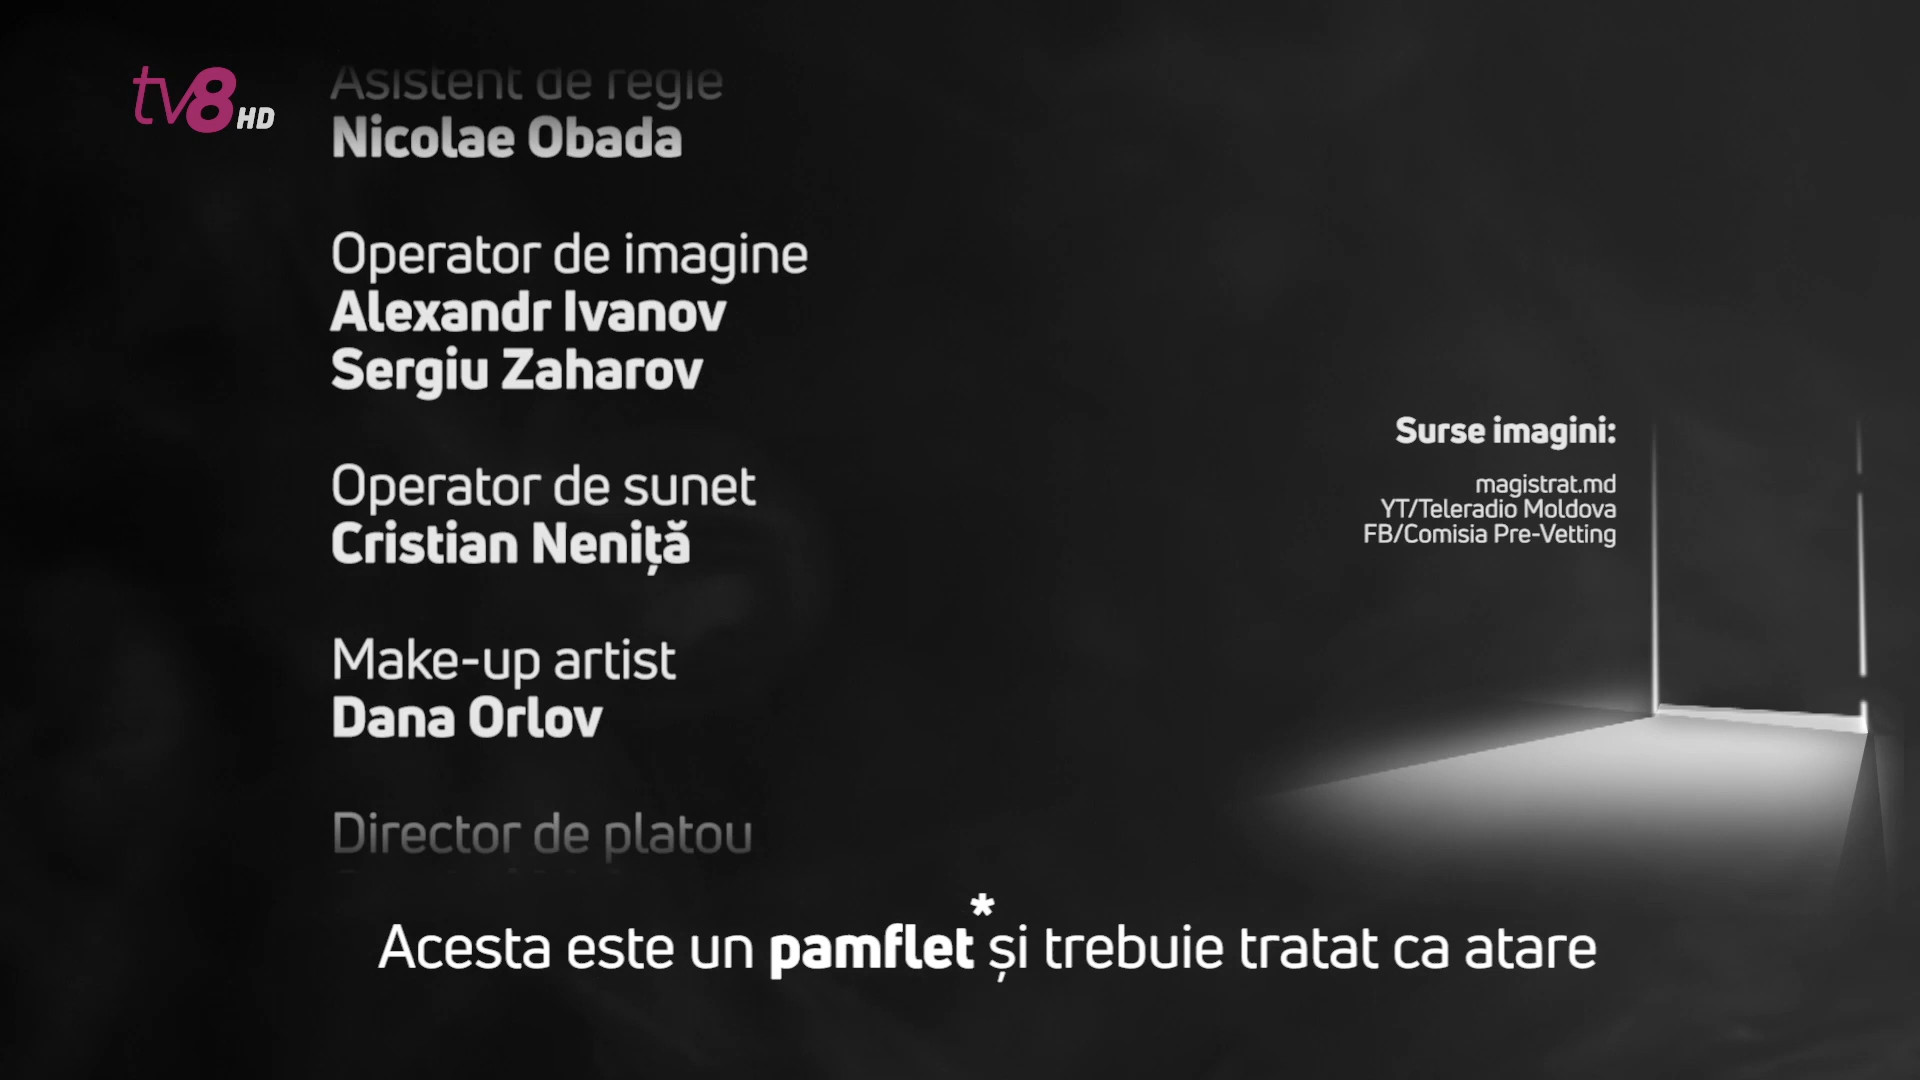 tv8 HD
Asistent de regie
Nicolae Obada
Operator de imagine
Alexandr Ivanov
Sergiu Zaharov
Operator de sunet
Cristian Neniță
Make-up artist
Dana Orlov
Director de platou
Surse imagini:
magistrat.md
YT/Teleradio Moldova
FB/Comisia Pre-Vetting
Acesta este un pamflet* și trebuie tratat ca atare